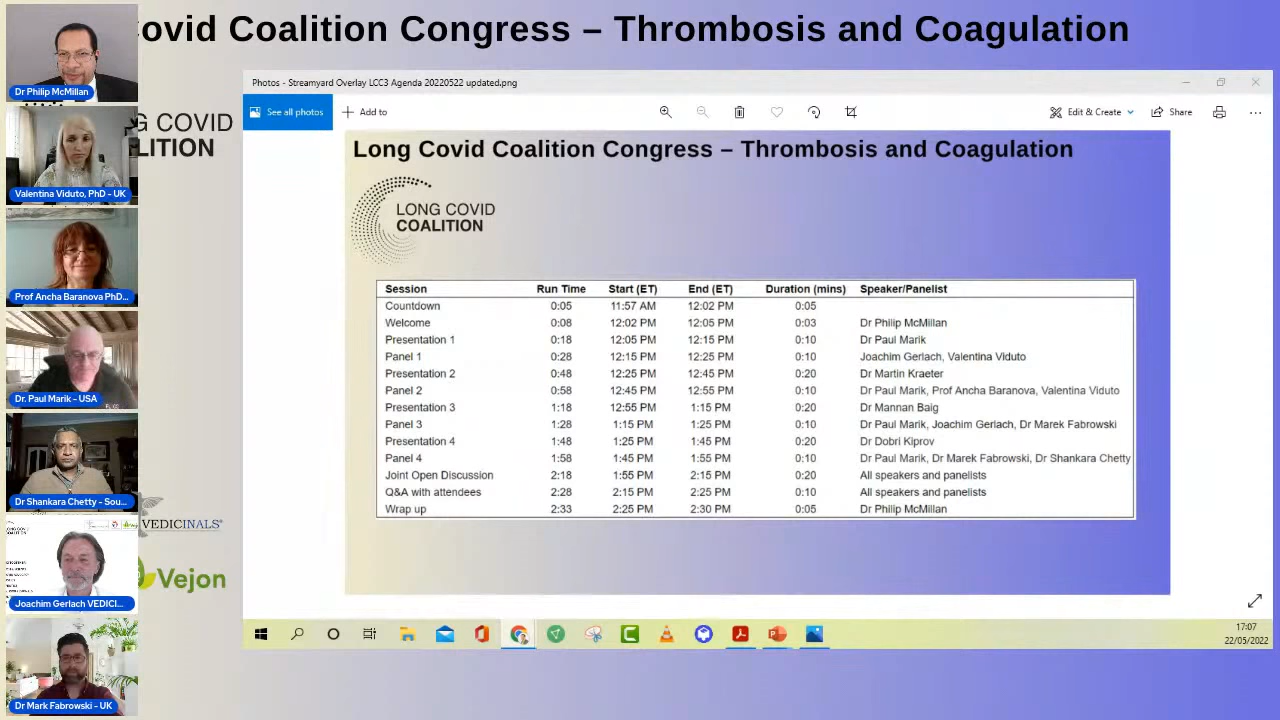 ovid Coalition Congress – Thrombosis and Coagulation
Dr Philip McMillan
G COVID
LITION
Valentina Viduto, PhD - UK
Prof Ancha Baranova PhD...
Dr. Paul Marik - USA
Dr Shankara Chetty - Sou...
VEDICINALS®
Vejon
LONG COVID
COALITION
Joachim Gerlach VEDICI...
Dr Mark Fabrowski - UK
Photos - Streamyard Overlay LCC3 Agenda 20220522 updated.png
See all photos
Add to
Edit & Create
Share
Long Covid Coalition Congress – Thrombosis and Coagulation
LONG COVID
COALITION
Session Run Time Start (ET) End (ET) Duration (mins) Speaker/Panelist
Countdown 0:05 11:57 AM 12:02 PM 0:05
Welcome 0:08 12:02 PM 12:05 PM 0:03 Dr Philip McMillan
Presentation 1 0:18 12:05 PM 12:15 PM 0:10 Dr Paul Marik
Panel 1 0:28 12:15 PM 12:25 PM 0:10 Joachim Gerlach, Valentina Viduto
Presentation 2 0:48 12:25 PM 12:45 PM 0:20 Dr Martin Kraeter
Panel 2 0:58 12:45 PM 12:55 PM 0:10 Dr Paul Marik, Prof Ancha Baranova, Valentina Viduto
Presentation 3 1:18 12:55 PM 1:15 PM 0:20 Dr Mannan Baig
Panel 3 1:28 1:15 PM 1:25 PM 0:10 Dr Paul Marik, Joachim Gerlach, Dr Marek Fabrowski
Presentation 4 1:48 1:25 PM 1:45 PM 0:20 Dr Dobri Kiprov
Panel 4 1:58 1:45 PM 1:55 PM 0:10 Dr Paul Marik, Dr Marek Fabrowski, Dr Shankara Chetty
Joint Open Discussion 2:18 1:55 PM 2:15 PM 0:20 All speakers and panelists
Q&A with attendees 2:28 2:15 PM 2:25 PM 0:10 All speakers and panelists
Wrap up 2:33 2:25 PM 2:30 PM 0:05 Dr Philip McMillan
17:07
22/05/2022